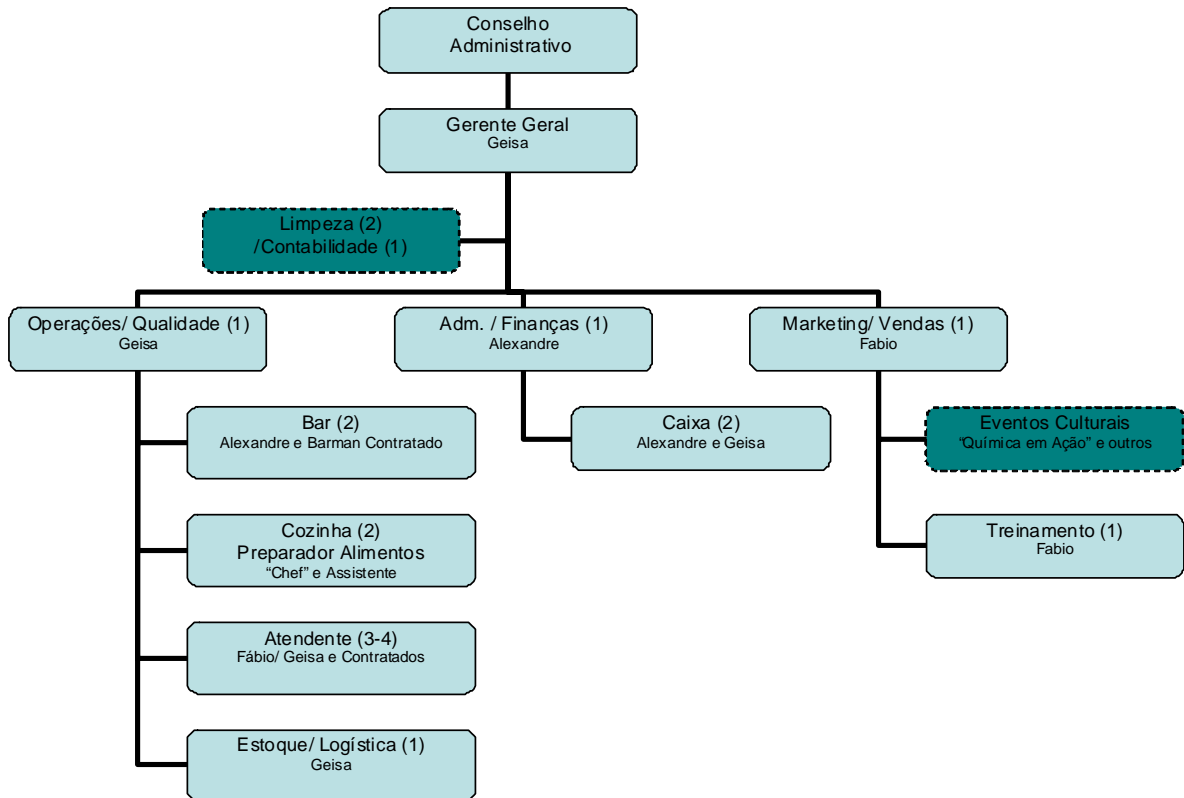 Conselho
Administrativo
Gerente Geral
Geisa
Limpeza (2)
/Contabilidade (1)
Operações/ Qualidade (1)
Geisa
Adm. / Finanças (1)
Alexandre
Marketing/ Vendas (1)
Fabio
Bar (2)
Alexandre e Barman Contratado
Cozinha (2)
Preparador Alimentos
“Chef” e Assistente
Atendente (3-4)
Fábio/ Geisa e Contratados
Estoque/ Logística (1)
Geisa
Caixa (2)
Alexandre e Geisa
Eventos Culturais
“Química em Ação” e outros
Treinamento (1)
Fabio